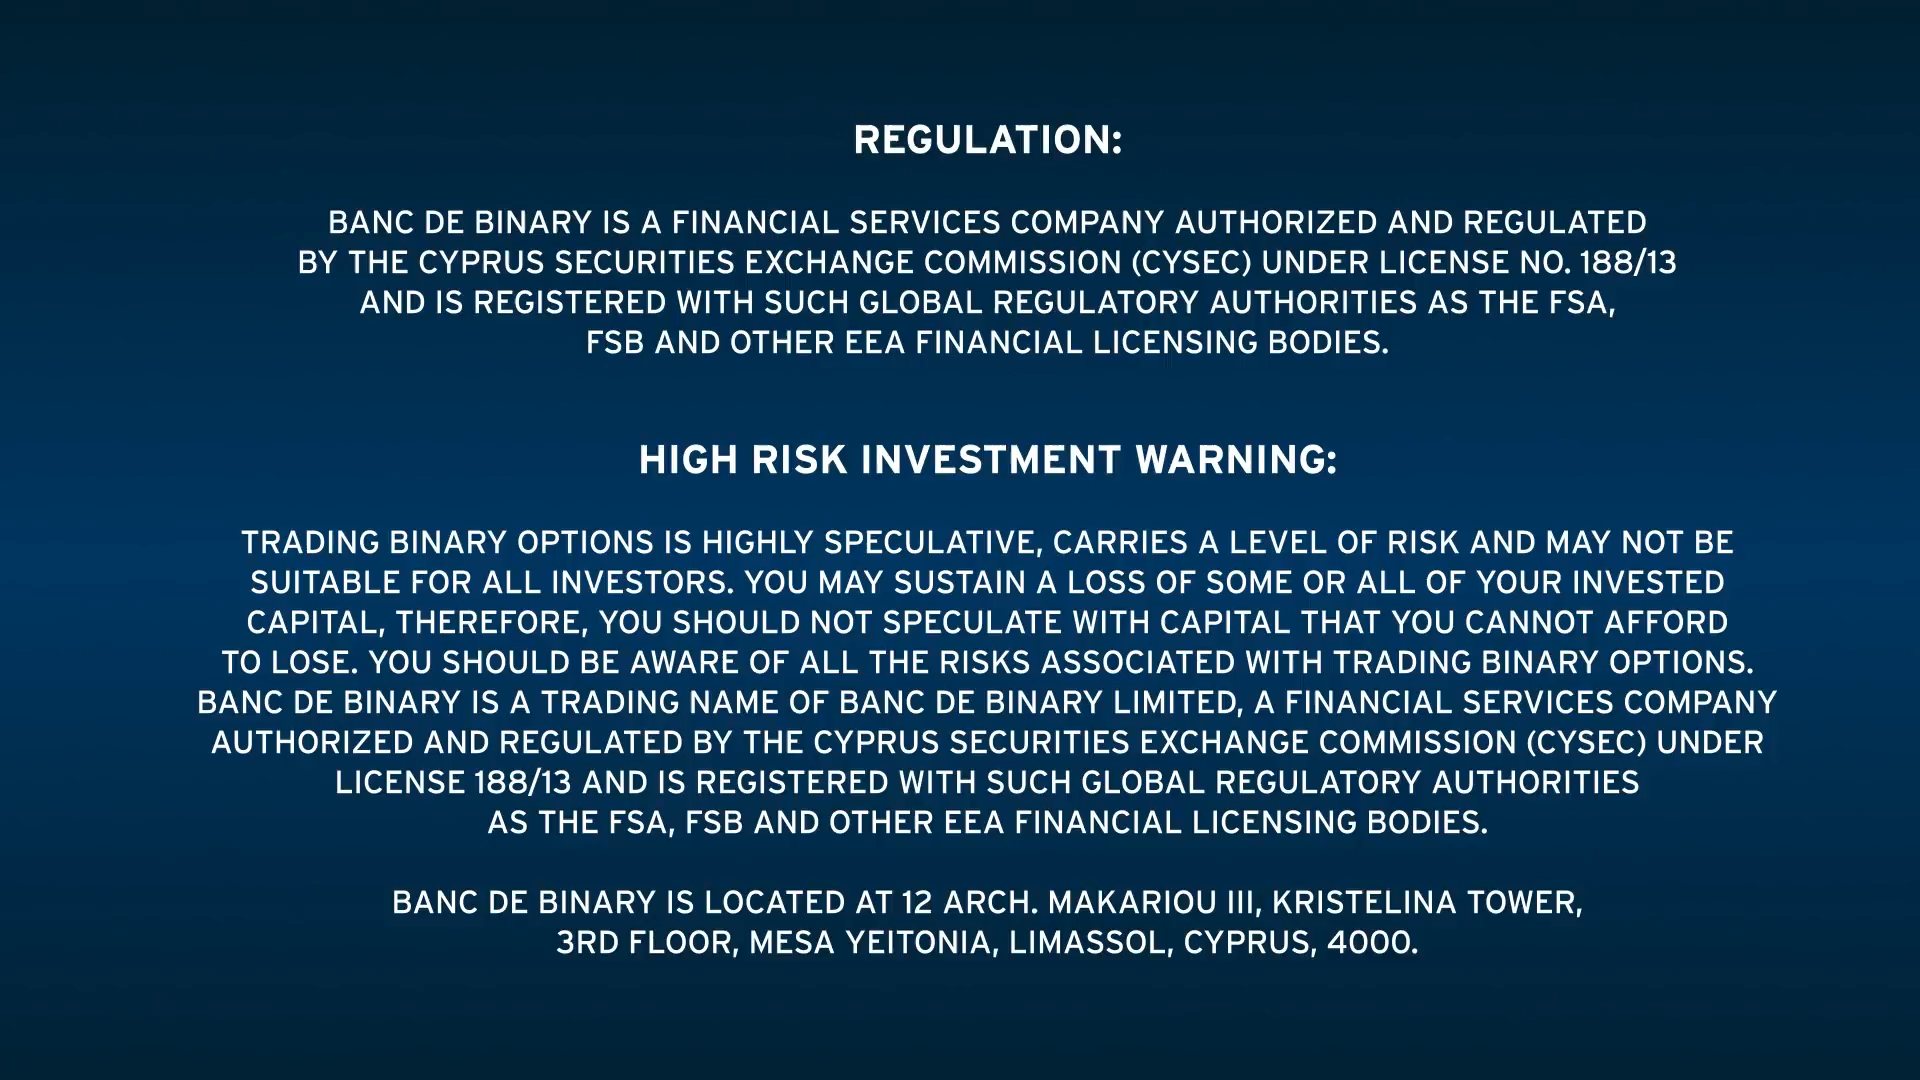 REGULATION:
BANC DE BINARY IS A FINANCIAL SERVICES COMPANY AUTHORIZED AND REGULATED
BY THE CYPRUS SECURITIES EXCHANGE COMMISSION (CYSEC) UNDER LICENSE NO. 188/13
AND IS REGISTERED WITH SUCH GLOBAL REGULATORY AUTHORITIES AS THE FSA,
FSB AND OTHER EEA FINANCIAL LICENSING BODIES.
HIGH RISK INVESTMENT WARNING:
TRADING BINARY OPTIONS IS HIGHLY SPECULATIVE, CARRIES A LEVEL OF RISK AND MAY NOT BE
SUITABLE FOR ALL INVESTORS. YOU MAY SUSTAIN A LOSS OF SOME OR ALL OF YOUR INVESTED
CAPITAL, THEREFORE, YOU SHOULD NOT SPECULATE WITH CAPITAL THAT YOU CANNOT AFFORD
TO LOSE. YOU SHOULD BE AWARE OF ALL THE RISKS ASSOCIATED WITH TRADING BINARY OPTIONS.
BANC DE BINARY IS A TRADING NAME OF BANC DE BINARY LIMITED, A FINANCIAL SERVICES COMPANY
AUTHORIZED AND REGULATED BY THE CYPRUS SECURITIES EXCHANGE COMMISSION (CYSEC) UNDER
LICENSE 188/13 AND IS REGISTERED WITH SUCH GLOBAL REGULATORY AUTHORITIES
AS THE FSA, FSB AND OTHER EEA FINANCIAL LICENSING BODIES.
BANC DE BINARY IS LOCATED AT 12 ARCH. MAKARIOU III, KRISTELINA TOWER,
3RD FLOOR, MESA YEITONIA, LIMASSOL, CYPRUS, 4000.